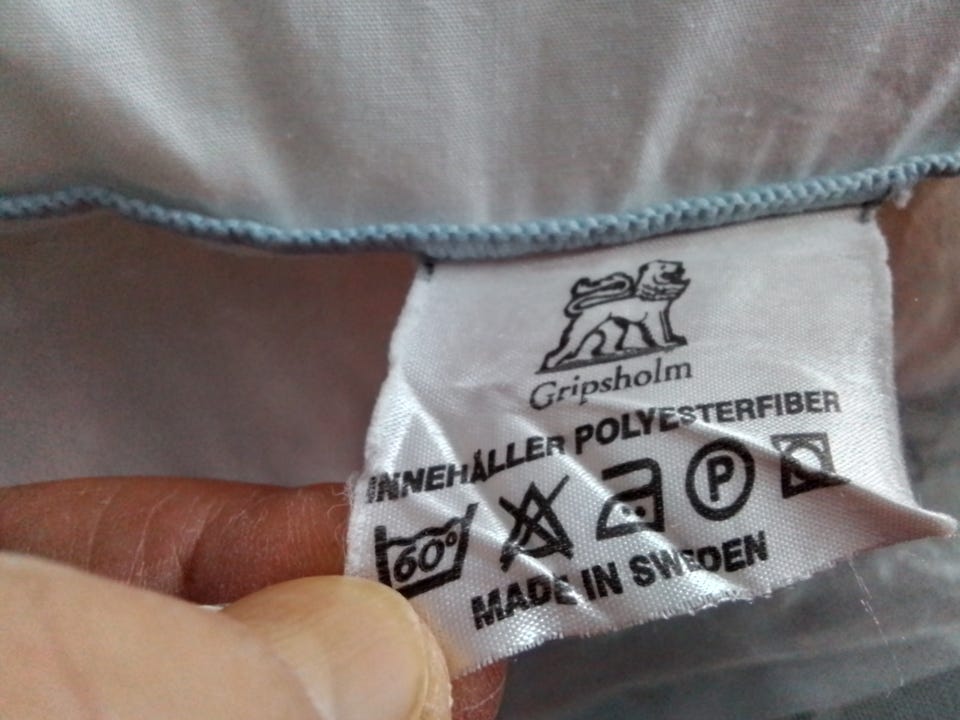 Gripsholm
INNEHÅLLER POLYESTERFIBER
60° A P
MADE IN SWEDEN